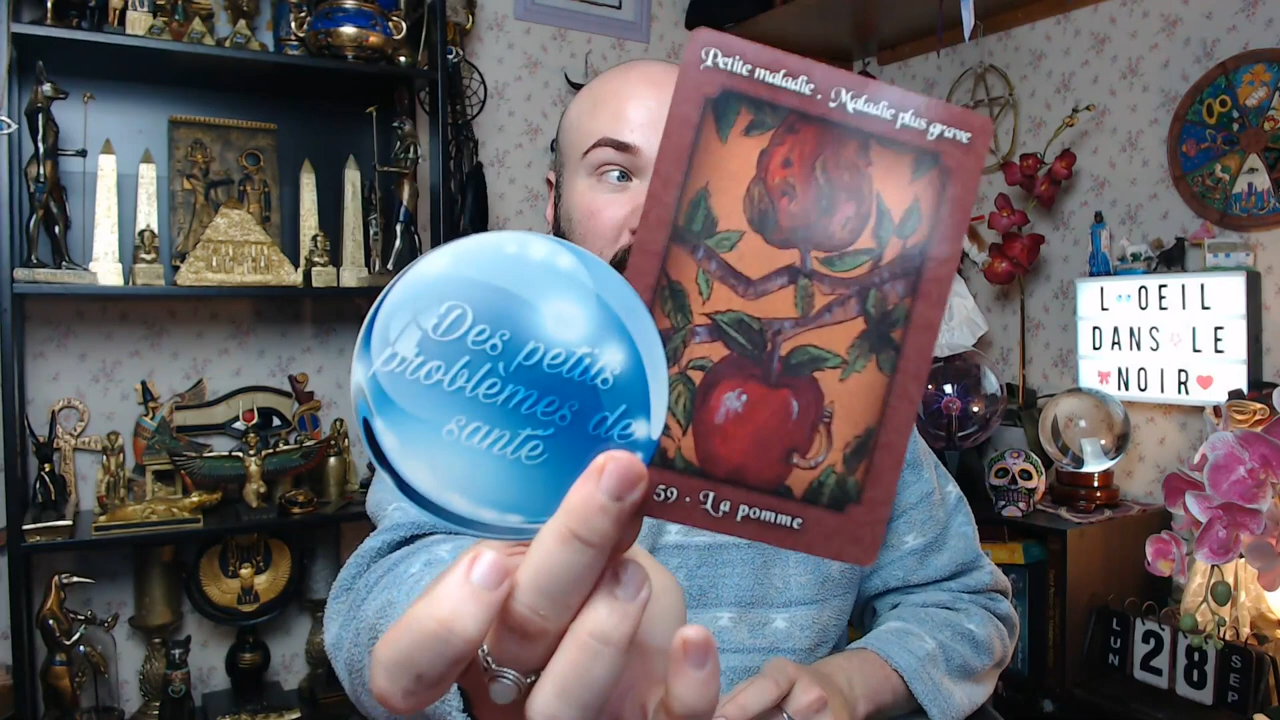 Petite maladie . Maladie plus grave
Des petits
problèmes de
santé
59 · La pomme
L OEIL
DANS LE
NOIR
LUN
28
SEP